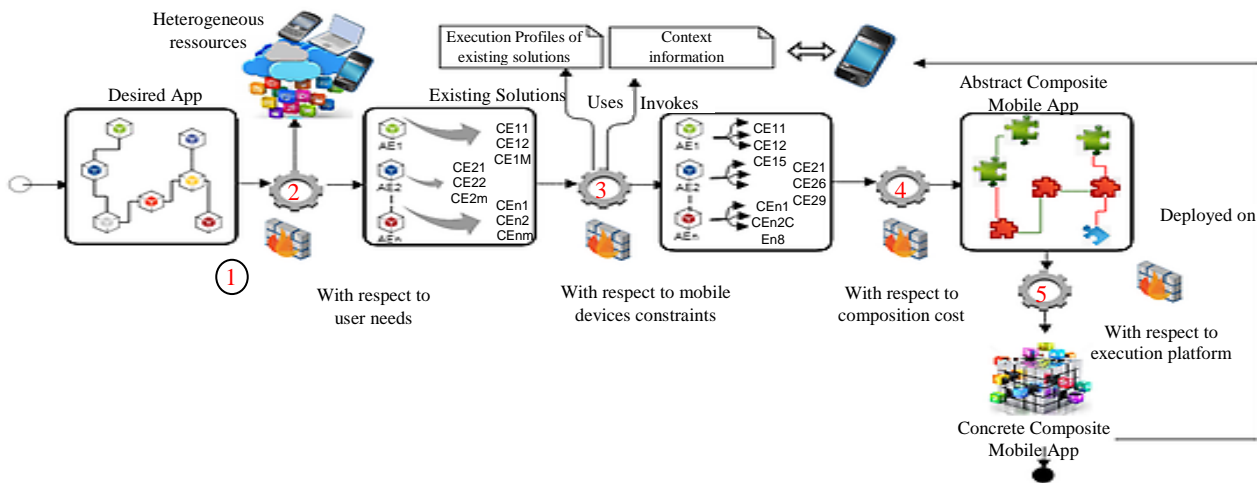 Heterogeneous
ressources
Execution Profiles of
existing solutions
Context
information
Desired App
Existing Solutions
Uses
Invokes
Abstract Composite
Mobile App
AE1
CE11
CE12
CE1M
AE2
CE21
CE22
CE2m
AEn
CEn1
CEn2
CEnm
AE1
CE11
CE12
CE15
AE2
CE21
CE26
CE29
AEn
CEn1
CEn2C
En8
2
3
4
Deployed on
1
5
With respect to
user needs
With respect to mobile
devices constraints
With respect to
composition cost
With respect to
execution platform
Concrete Composite
Mobile App